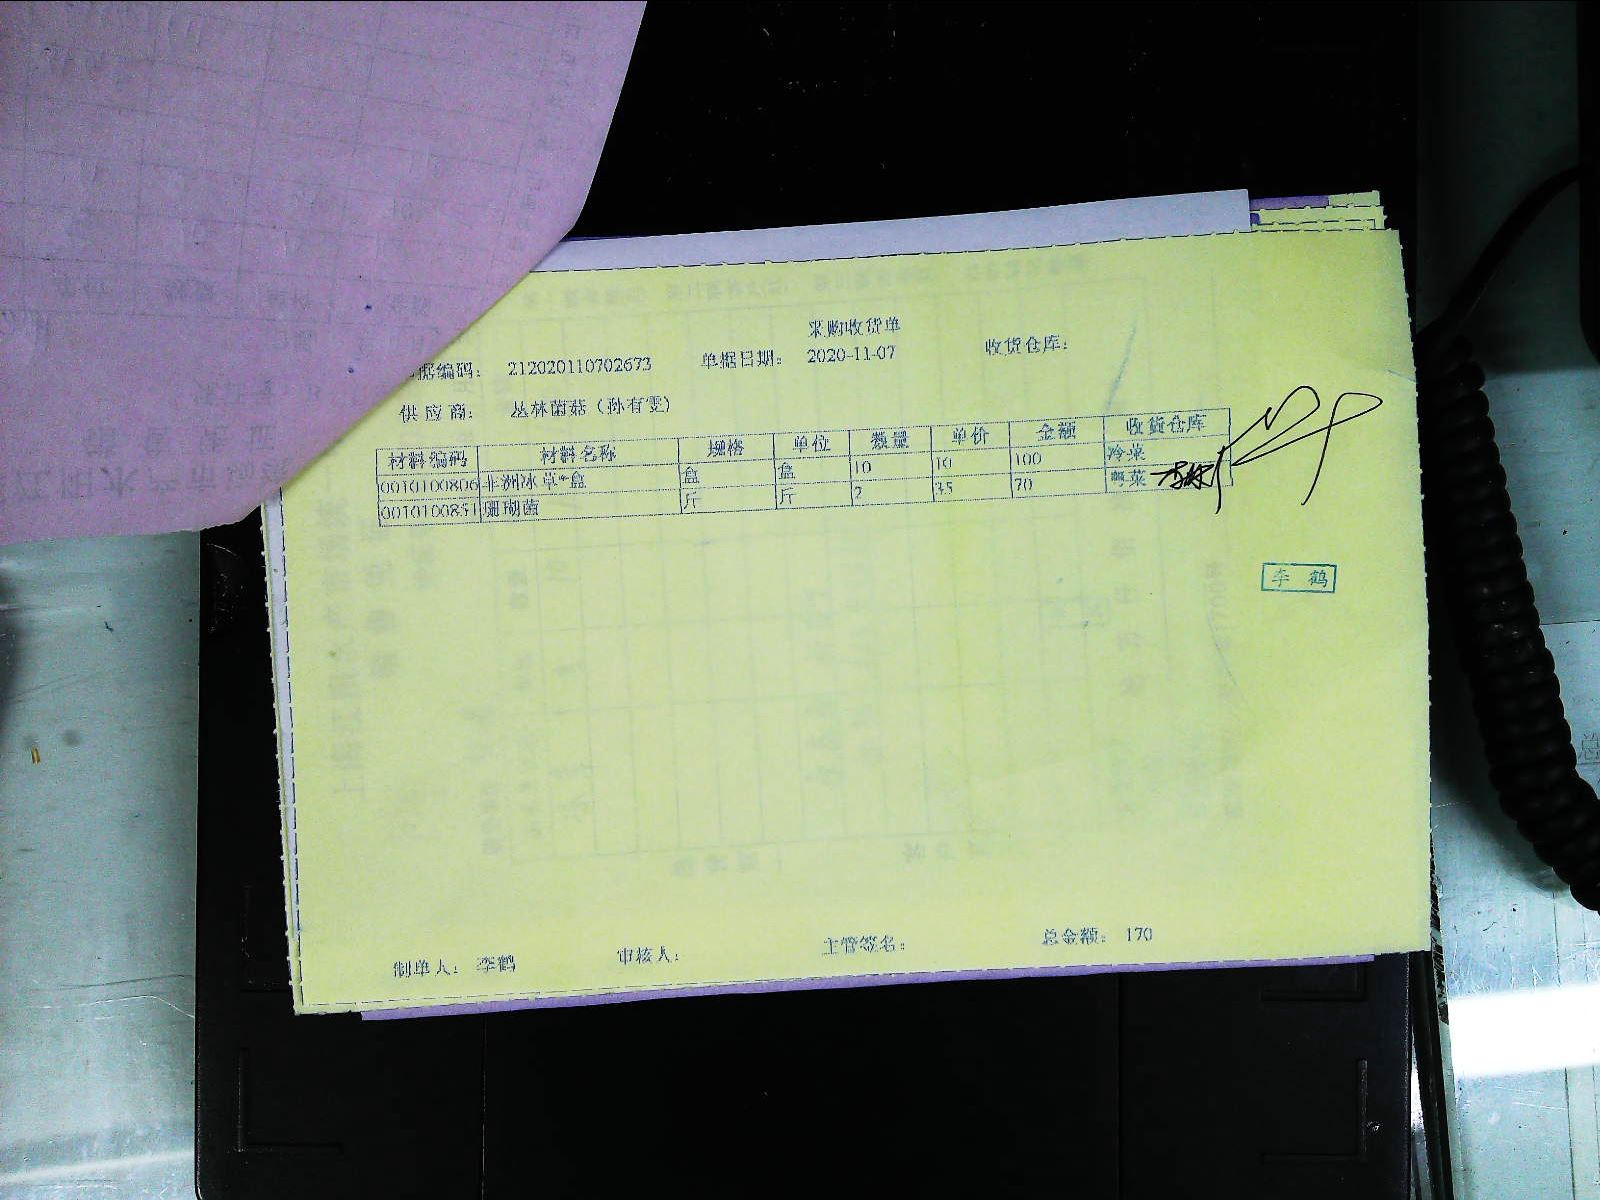 采购收货单
据编码： 212020110702673 单据日期： 2020-11-07 收货仓库：
供应商： 丛林菌菇（孙有雯）
材料编码 材料名称 规格 单位 数量 单价 金额 收货仓库
0010100806 非洲冰草*盒 盒 盒 10 10 100 冷菜
0010100851 珊瑚菌 斤 斤 2 35 70 粤菜
李鹤
制单人： 李鹤 审核人： 主管签名： 总金额： 170